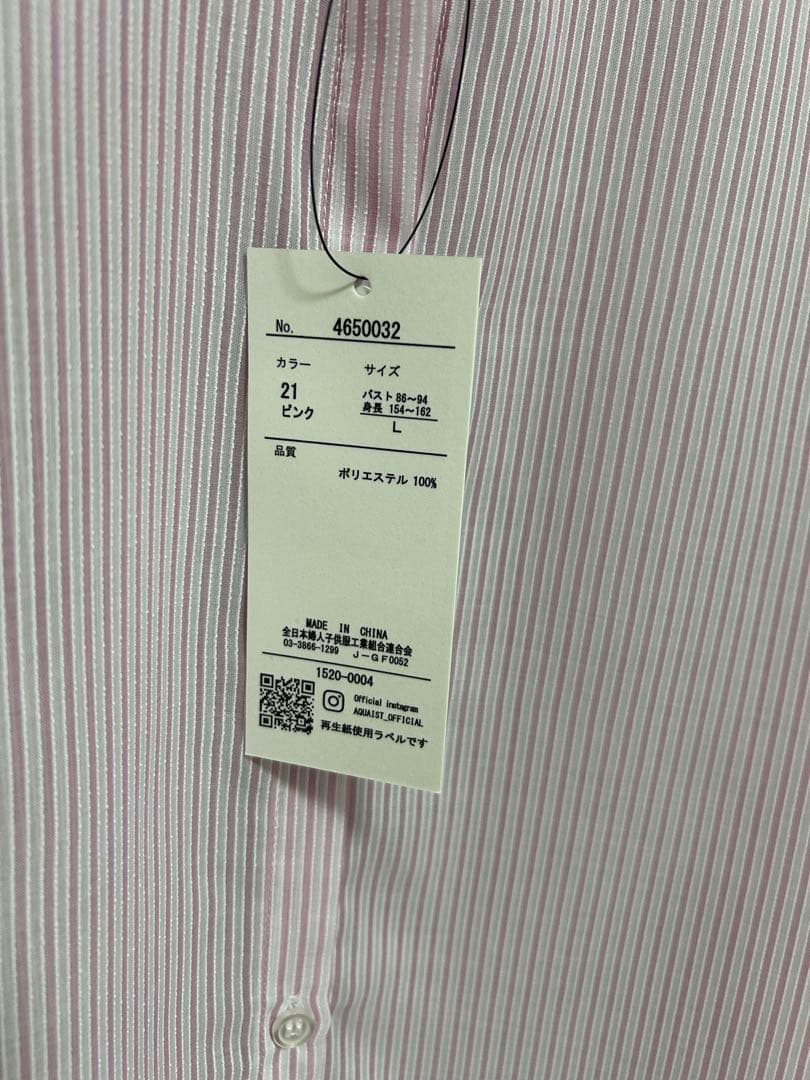 No. 4650032
カラー サイズ
21 バスト 86～94
ピンク 身長 154～162
L
品質
ポリエステル 100%
MADE IN CHINA
全日本婦人子供服工業組合連合会
03-3866-1299 J-GF0052
1520-0004
Official instagram
AQUAIST_OFFICIAL
再生紙使用ラベルです